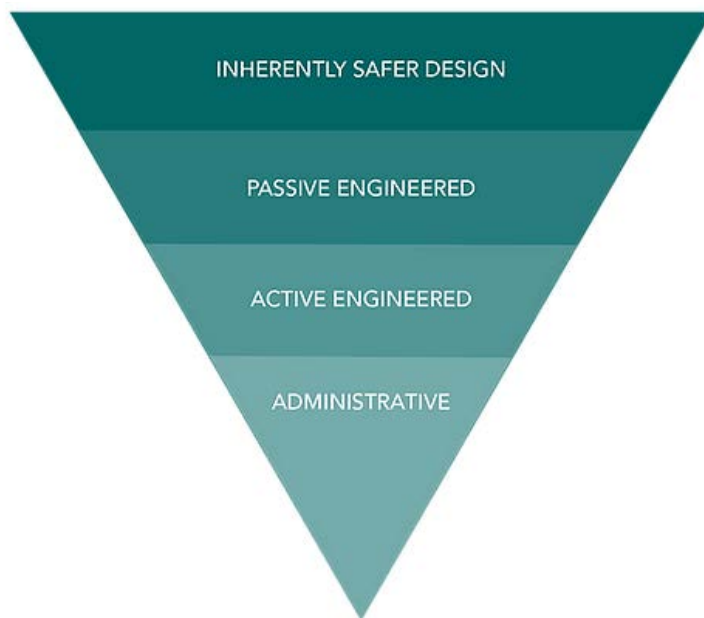 INHERENTLY SAFER DESIGN
PASSIVE ENGINEERED
ACTIVE ENGINEERED
ADMINISTRATIVE